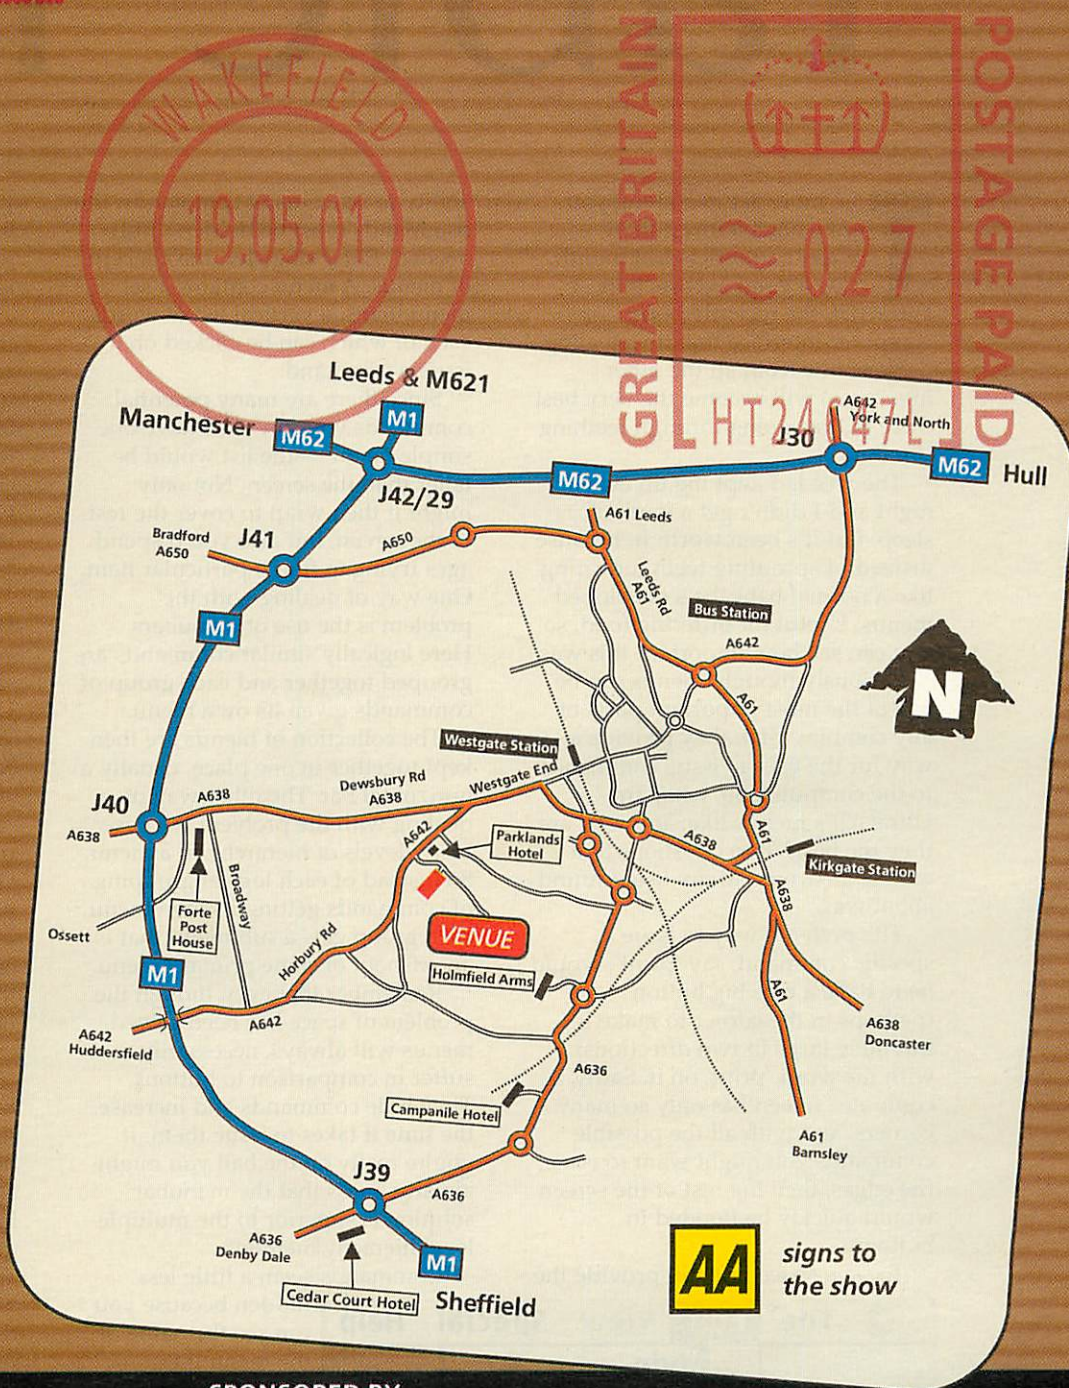 WAKEFIELD
19.05.01
GREAT BRITAIN
POSTAGE PAID
027
Leeds & M621
Manchester
M62
M1
J42/29
M62
J30
A642
York and North
M62
Hull
Bradford
A650
J41
A650
A61 Leeds
Leeds Rd
A61
Bus Station
A642
M1
A61
N
Westgate Station
Westgate End
Dewsbury Rd
A638
A638
J40
A638
A642
Parklands
Hotel
A638
A61
Kirkgate Station
Broadway
Forte
Post
House
Ossett
VENUE
A638
Horbury Rd
Holmfield Arms
M1
A61
A642
Huddersfield
A642
A638
Doncaster
A636
Campanile Hotel
A61
Barnsley
J39
A636
A636
Denby Dale
M1
Cedar Court Hotel
Sheffield
AA
signs to
the show
SPONSORED BY